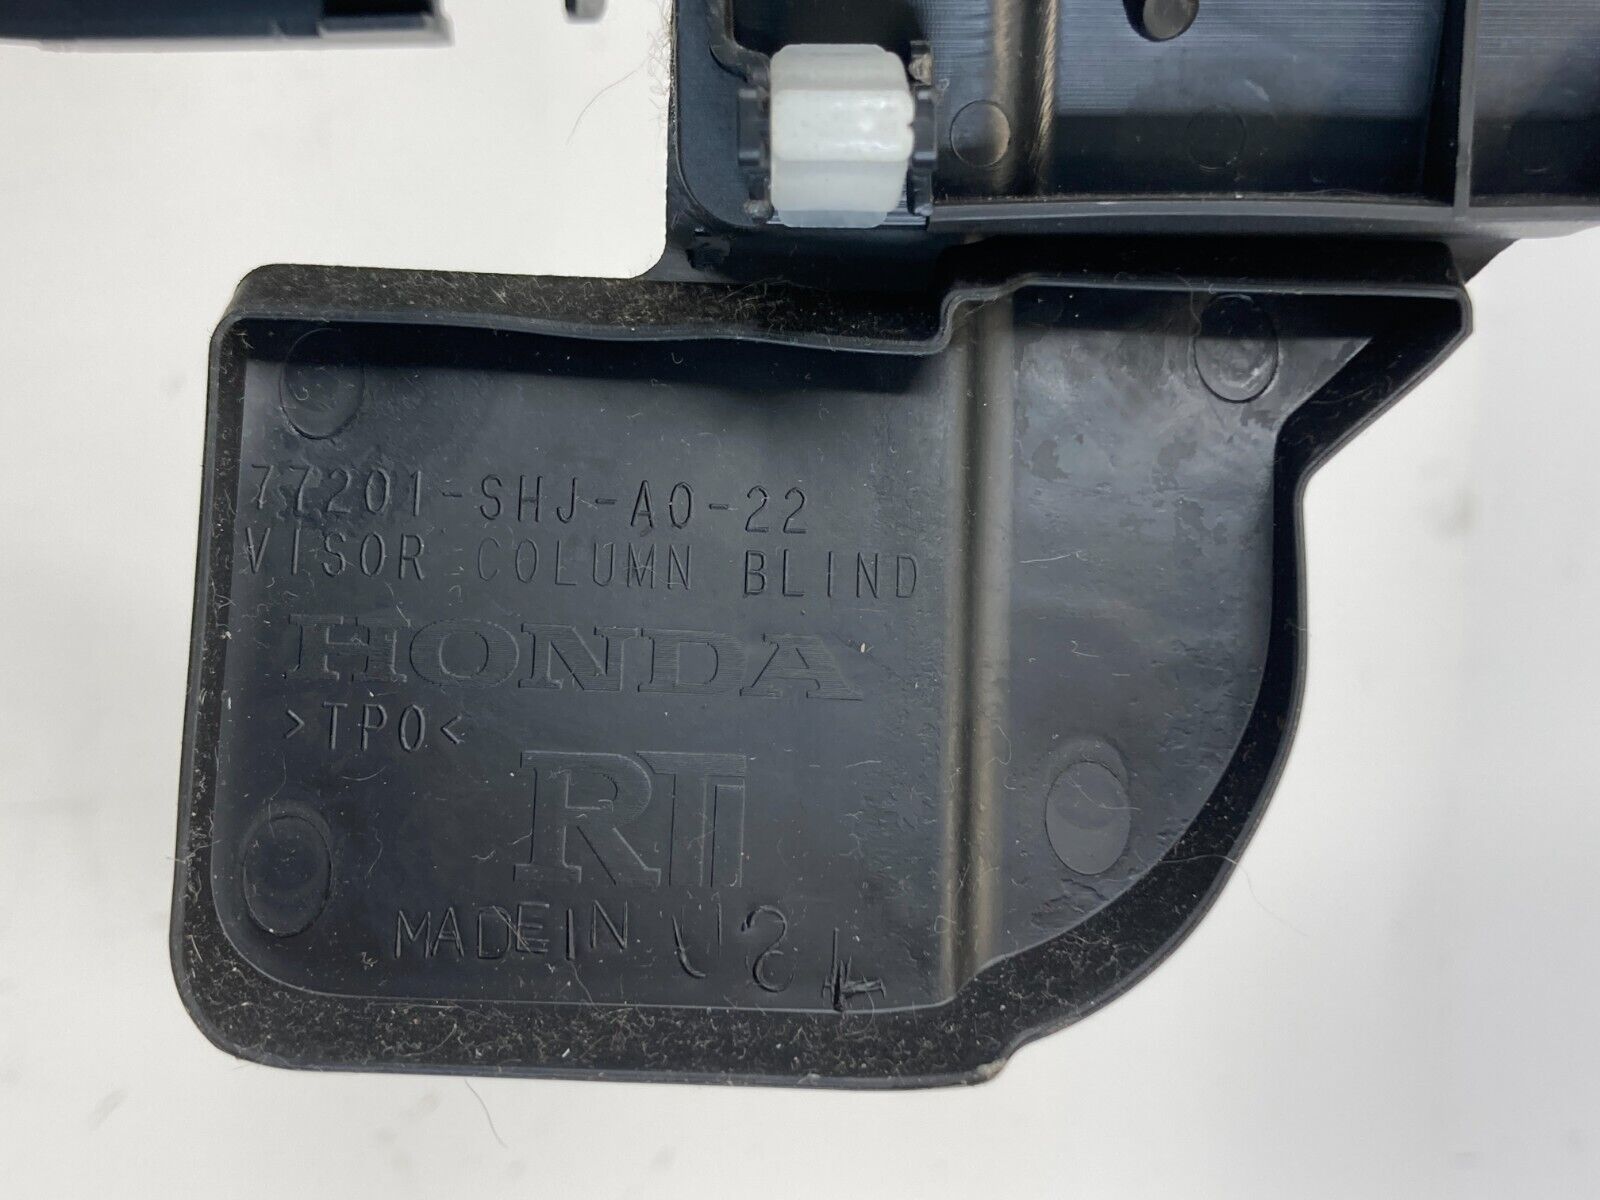 77201-SHJ-A0-22
VISOR COLUMN BLIND
HONDA
>TPO<
RTI
MADE IN USA